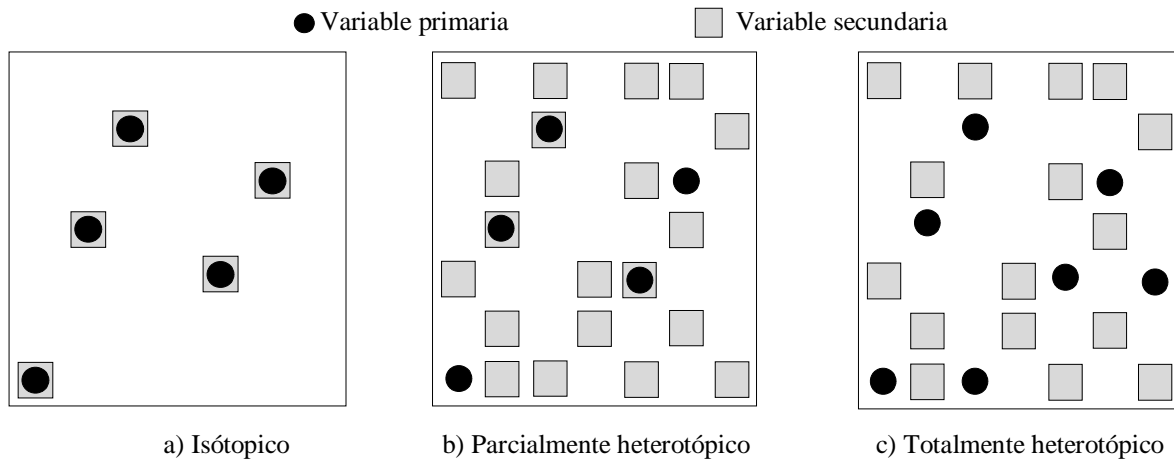 Variable primaria
Variable secundaria
a) Isótopico
b) Parcialmente heterotópico
c) Totalmente heterotópico